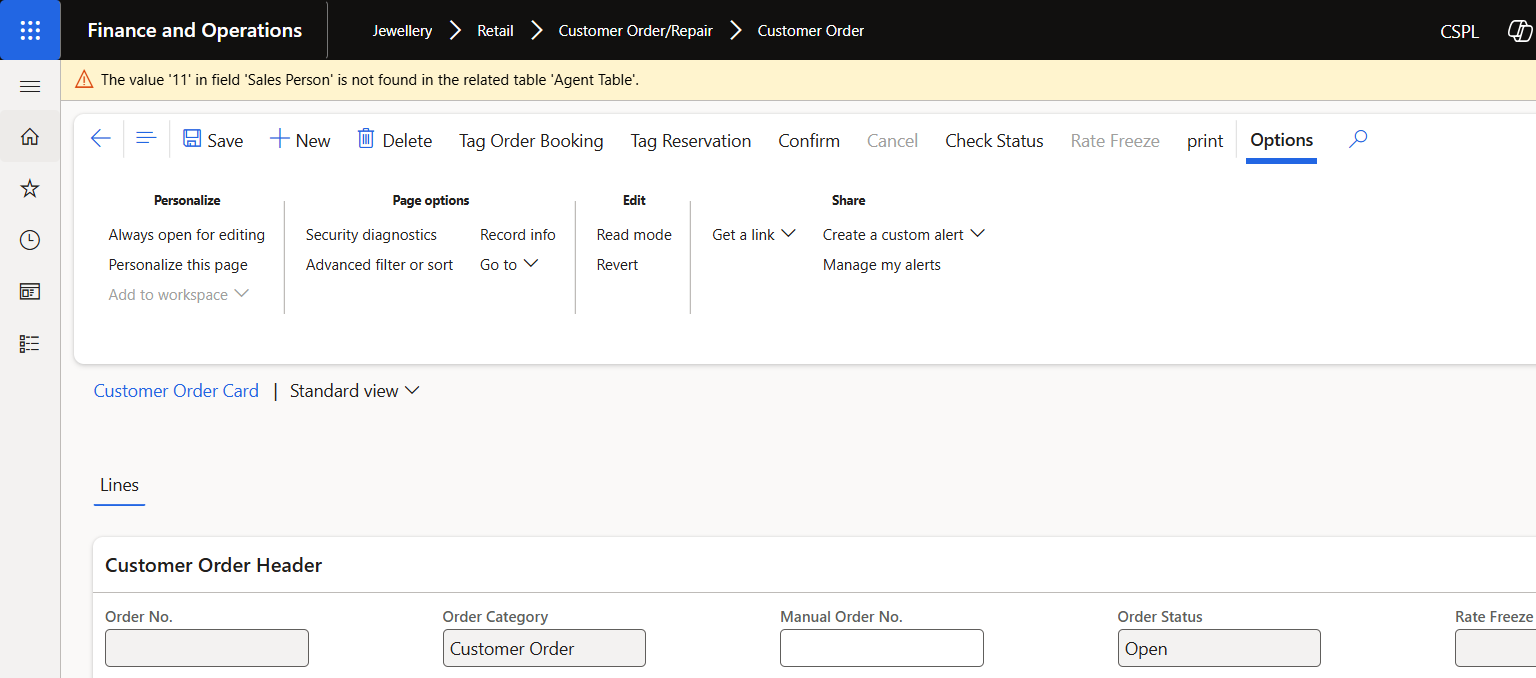 Finance and Operations Jewellery Retail Customer Order/Repair Customer Order CSPL
The value '11' in field 'Sales Person' is not found in the related table 'Agent Table'.
Save New Delete Tag Order Booking Tag Reservation Confirm Cancel Check Status Rate Freeze print Options
Personalize Page options Edit Share
Always open for editing Security diagnostics Record info Read mode Get a link Create a custom alert
Personalize this page Advanced filter or sort Go to Revert Manage my alerts
Add to workspace
Customer Order Card | Standard view
Lines
Customer Order Header
Order No. Order Category Manual Order No. Order Status Rate Freeze
Customer Order Open